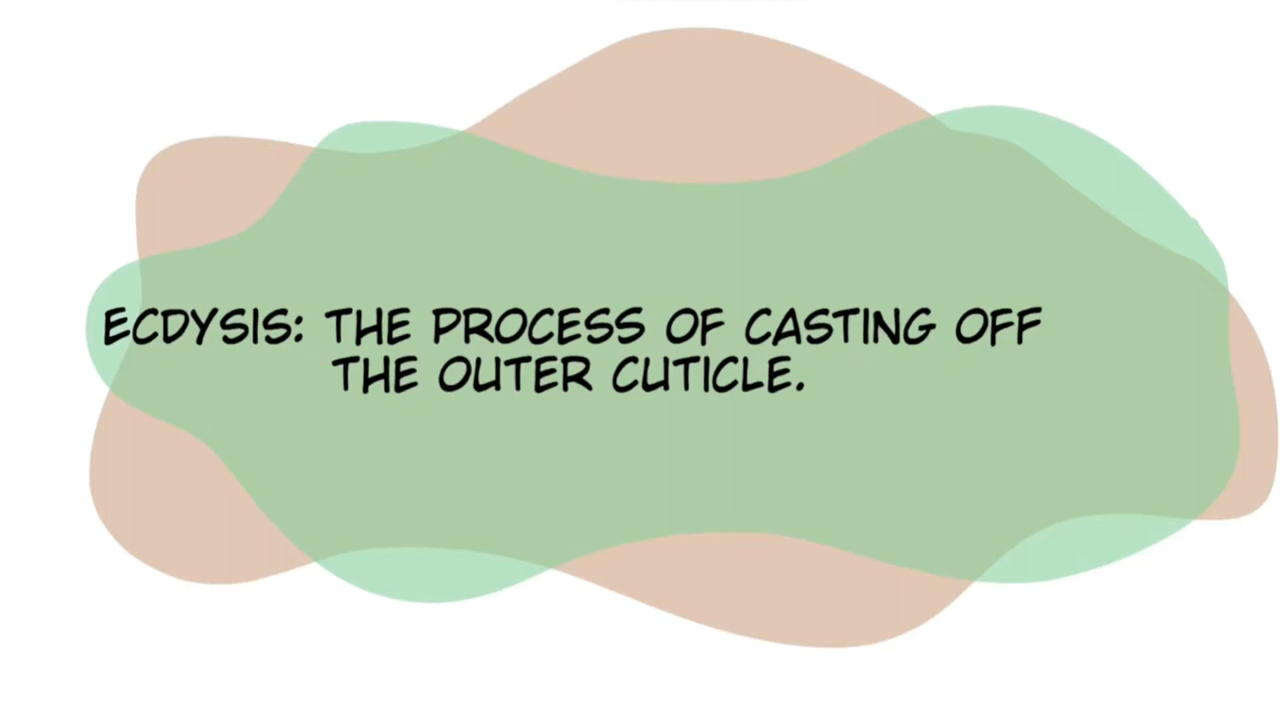 ECDYSIS: THE PROCESS OF CASTING OFF
THE OUTER CUTICLE.